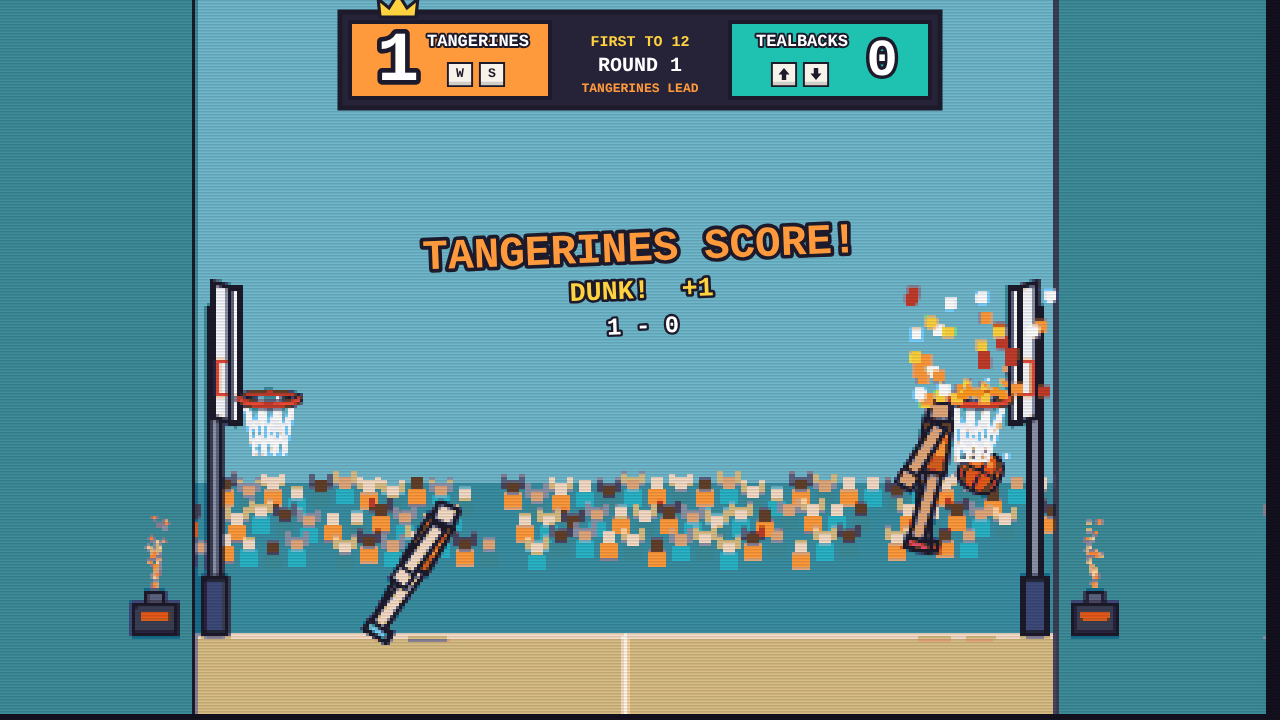 1
TANGERINES
W S
FIRST TO 12
ROUND 1
TANGERINES LEAD
TEALBACKS
0
TANGERINES SCORE!
DUNK! +1
1 - 0